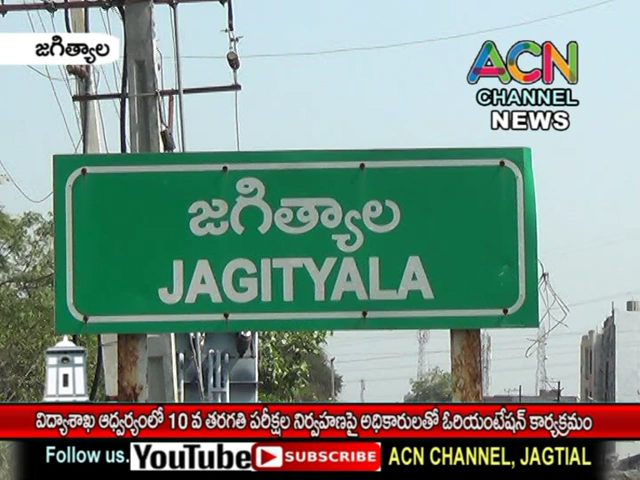 జగిత్యాల
ACN
CHANNEL
NEWS
జగిత్యాల
JAGITYALA
విద్యాశాఖ ఆధ్వర్యంలో 10 వ తరగతి పరీక్షల నిర్వహణపై అధికారులతో ఓరియంటేషన్ కార్యక్రమం
Follow us. YouTube SUBSCRIBE ACN CHANNEL, JAGTIAL